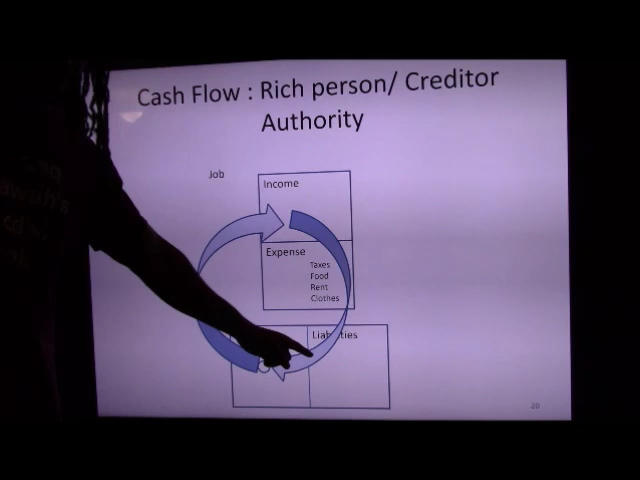 Cash Flow : Rich person/ Creditor
Authority
Job
Income
Expense
Taxes
Food
Rent
Clothes
Liabilities
20